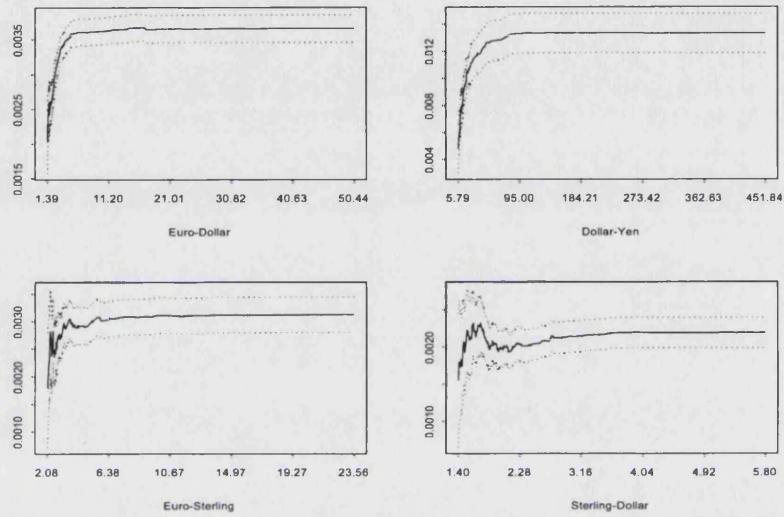 0.0035
0.0025
0.0015
1.39 11.20 21.01 30.82 40.63 50.44
Euro-Dollar
0.012
0.008
0.004
5.79 95.00 184.21 273.42 362.63 451.84
Dollar-Yen
0.0030
0.0020
0.0010
2.08 6.38 10.67 14.97 19.27 23.56
Euro-Sterling
0.0020
0.0010
1.40 2.28 3.16 4.04 4.92 5.80
Sterling-Dollar